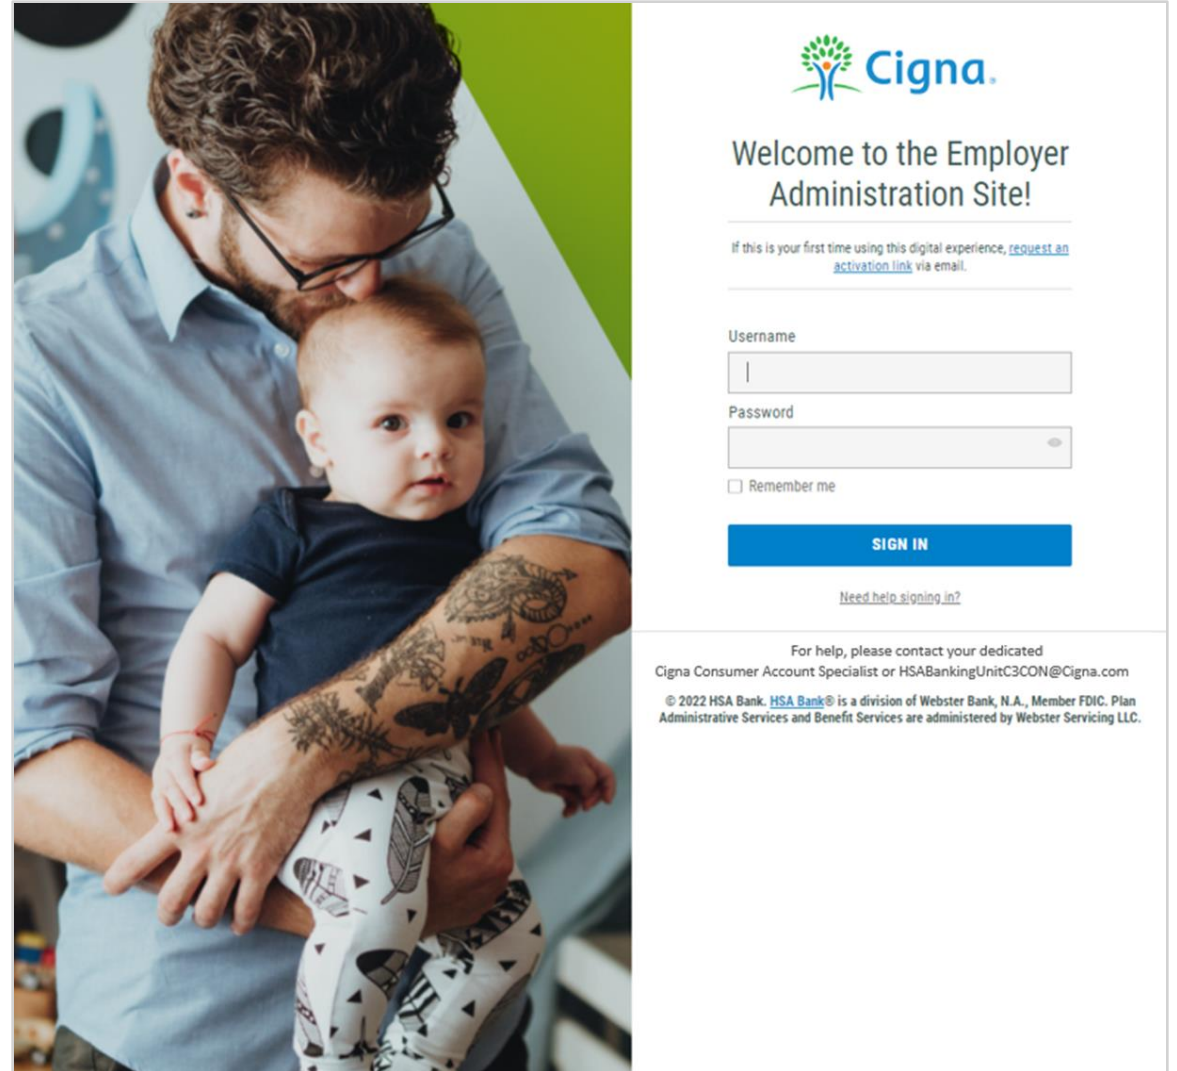 Cigna®
Welcome to the Employer
Administration Site!
If this is your first time using this digital experience, request an
activation link via email.
Username
Password
Remember me
SIGN IN
Need help signing in?
For help, please contact your dedicated
Cigna Consumer Account Specialist or HSABankingUnitC3CON@Cigna.com
© 2022 HSA Bank. HSA Bank® is a division of Webster Bank, N.A., Member FDIC. Plan
Administrative Services and Benefit Services are administered by Webster Servicing LLC.